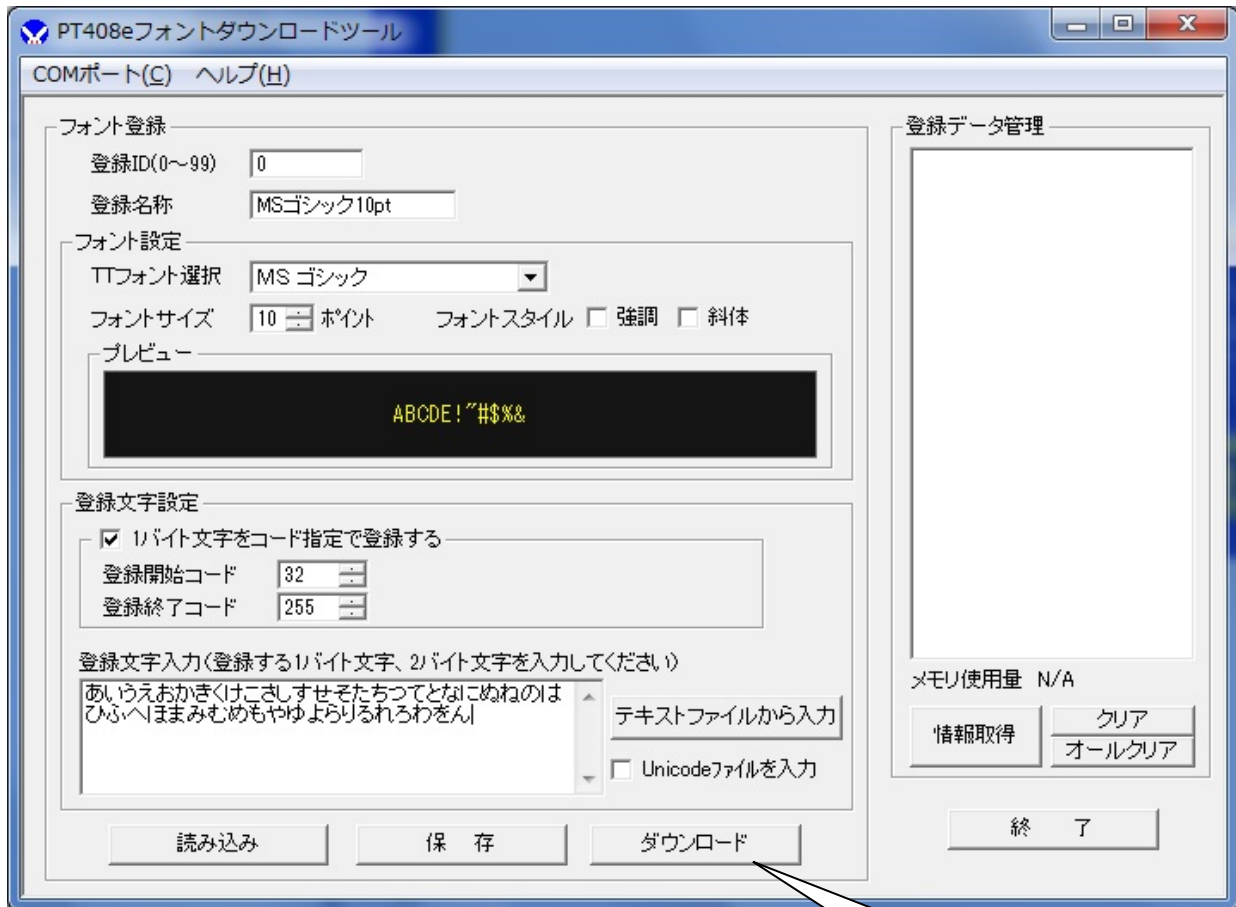 PT408eフォントダウンロードツール
COMポート(C) ヘルプ(H)
フォント登録
登録ID(0～99) 0
登録名称 MSゴシック10pt
フォント設定
TTフォント選択 MS ゴシック
フォントサイズ 10 ポイント フォントスタイル 強調 斜体
プレビュー
ABCDE!"#$%&
登録文字設定
1バイト文字をコード指定で登録する
登録開始コード 32
登録終了コード 255
登録文字入力(登録する1バイト文字、2バイト文字を入力してください)
あいうえおかきくけこさしすせそたちつてとなにぬねのは
ひふへほまみむめもやゆよらりるれろわをん
テキストファイルから入力
Unicodeファイルを入力
読み込み 保 存 ダウンロード
登録データ管理
メモリ使用量 N/A
情報取得
クリア
オールクリア
終 了